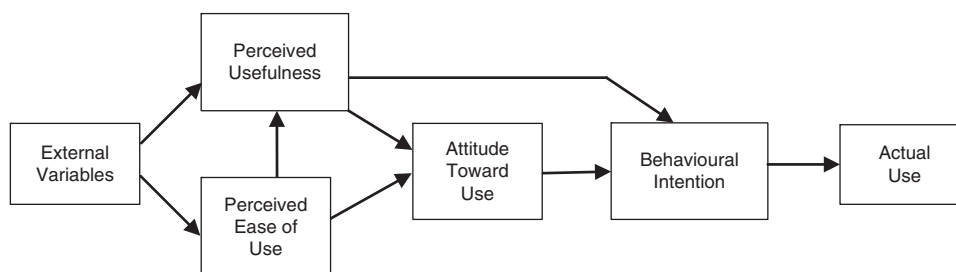 Perceived
Usefulness
External
Variables
Perceived
Ease of
Use
Attitude
Toward
Use
Behavioural
Intention
Actual
Use